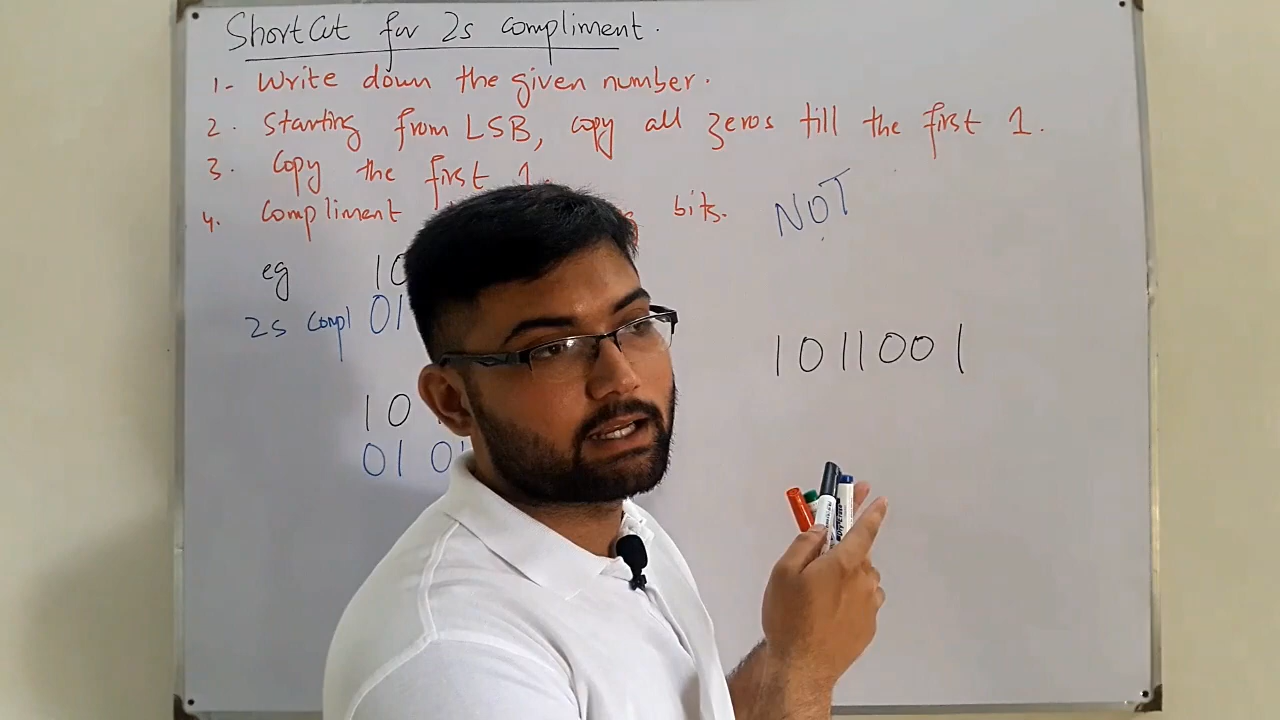 Shortcut for 2s compliment.
1- Write down the given number.
2. Starting from LSB, copy all zeros till the first 1.
3. Copy the first 1.
4. Compliment bits.
NOT
eg 10
2s compl 01
1011001
10
01 0